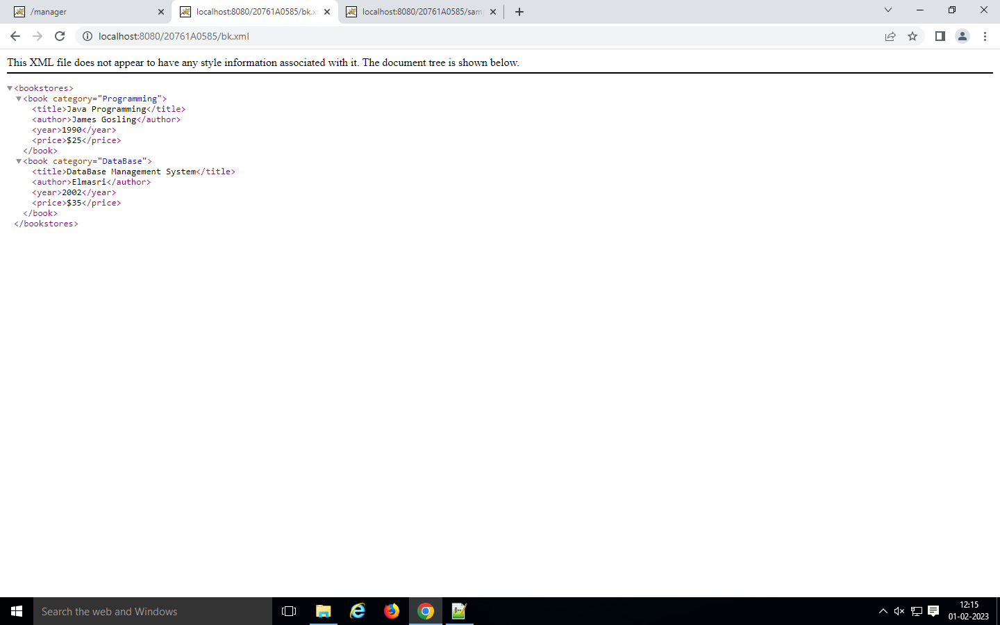 /manager
localhost:8080/20761A0585/bk.x
localhost:8080/20761A0585/sam
localhost:8080/20761A0585/bk.xml
This XML file does not appear to have any style information associated with it. The document tree is shown below.
<bookstores>
<book category="Programming">
<title>Java Programming</title>
<author>James Gosling</author>
<year>1990</year>
<price>$25</price>
</book>
<book category="DataBase">
<title>DataBase Management System</title>
<author>Elmasri</author>
<year>2002</year>
<price>$35</price>
</book>
</bookstores>
Search the web and Windows
12:15
01-02-2023